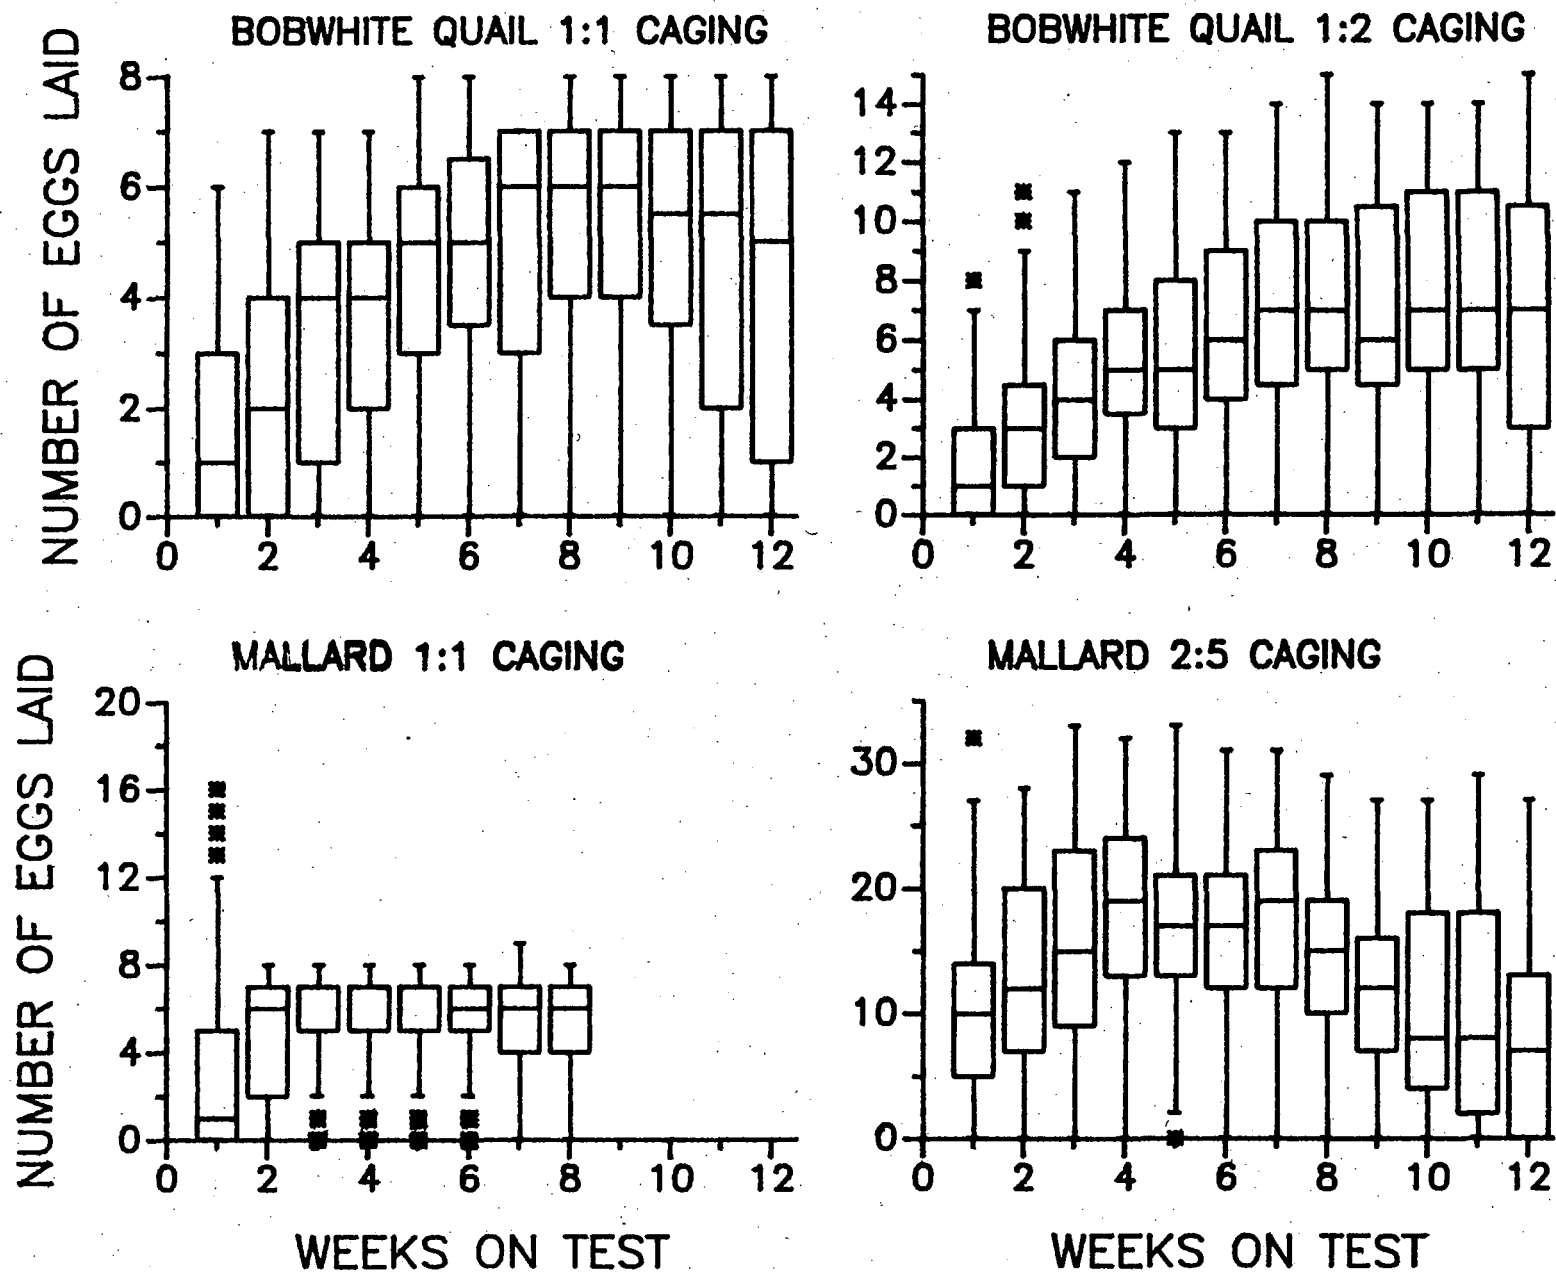 BOBWHITE QUAIL 1:1 CAGING
NUMBER OF EGGS LAID
8
6
4
2
0
0 2 4 6 8 10 12
BOBWHITE QUAIL 1:2 CAGING
14
12
10
8
6
4
2
0
0 2 4 6 8 10 12
MALLARD 1:1 CAGING
NUMBER OF EGGS LAID
20
16
12
8
4
0
0 2 4 6 8 10 12
WEEKS ON TEST
MALLARD 2:5 CAGING
30
20
10
0
0 2 4 6 8 10 12
WEEKS ON TEST